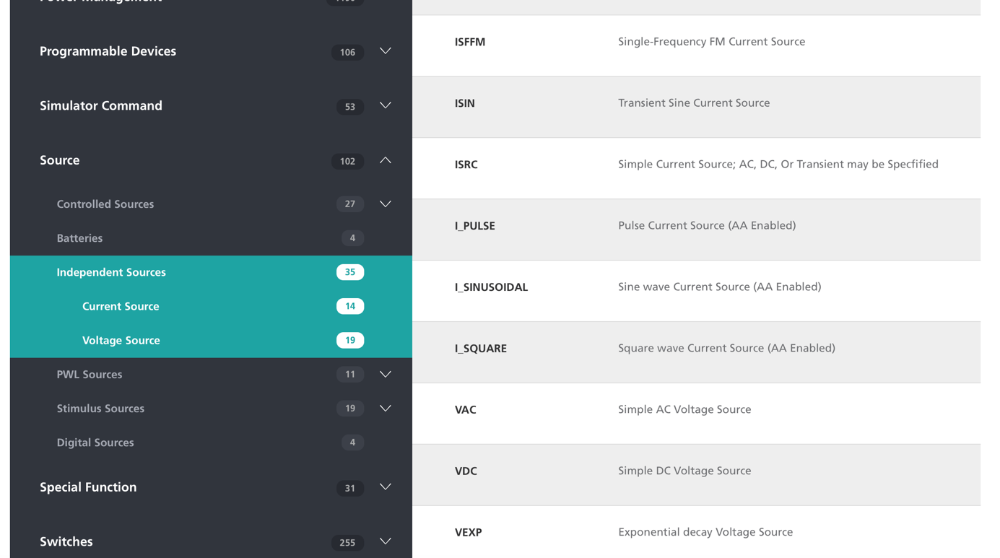 Power Management
Programmable Devices 106
Simulator Command 53
Source 102
Controlled Sources 27
Batteries 4
Independent Sources 35
Current Source 14
Voltage Source 19
PWL Sources 11
Stimulus Sources 19
Digital Sources 4
Special Function 31
Switches 255
ISFFM Single-Frequency FM Current Source
ISIN Transient Sine Current Source
ISRC Simple Current Source; AC, DC, Or Transient may be Specfified
I_PULSE Pulse Current Source (AA Enabled)
I_SINUSOIDAL Sine wave Current Source (AA Enabled)
I_SQUARE Square wave Current Source (AA Enabled)
VAC Simple AC Voltage Source
VDC Simple DC Voltage Source
VEXP Exponential decay Voltage Source